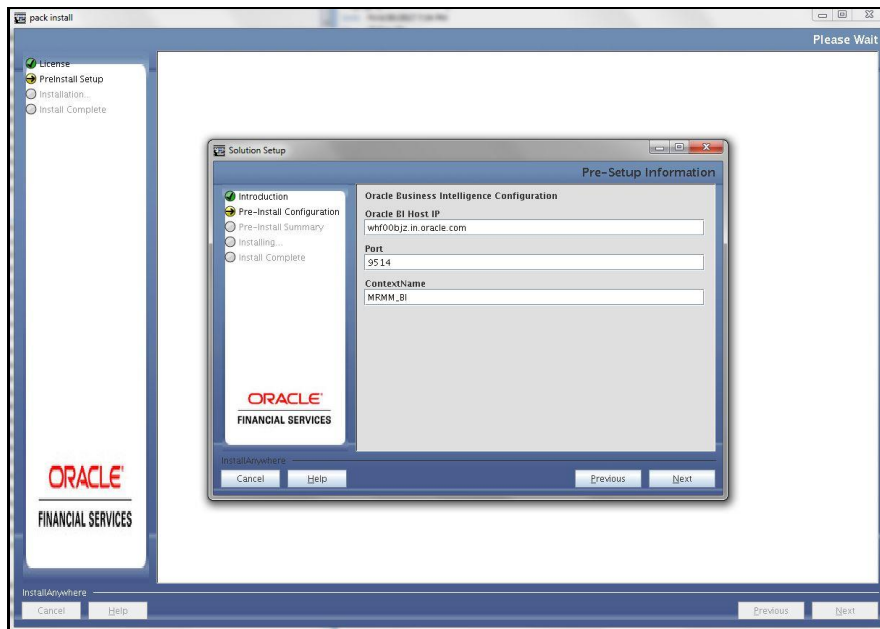 pack install
Please Wait
License
PreInstall Setup
Installation...
Install Complete
Solution Setup
Pre-Setup Information
Introduction
Pre-Install Configuration
Pre-Install Summary
Installing...
Install Complete
Oracle Business Intelligence Configuration
Oracle BI Host IP
whf00bjz.in.oracle.com
Port
9514
ContextName
MRMM_BI
ORACLE'
FINANCIAL SERVICES
InstallAnywhere
Cancel
Help
Previous
Next
ORACLE'
FINANCIAL SERVICES
InstallAnywhere
Cancel
Help
Previous
Next